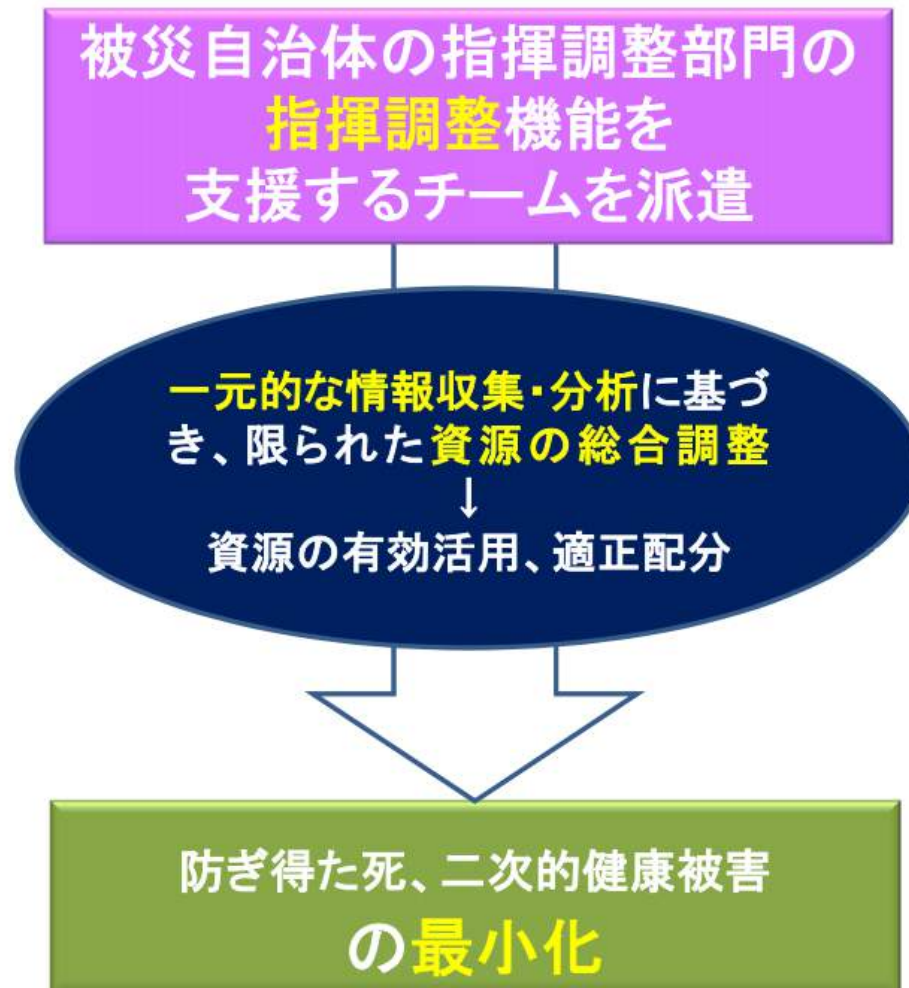 被災自治体の指揮調整部門の
指揮調整機能を
支援するチームを派遣
一元的な情報収集・分析に基づ
き、限られた資源の総合調整
↓
資源の有効活用、適正配分
防ぎ得た死、二次的健康被害
の最小化